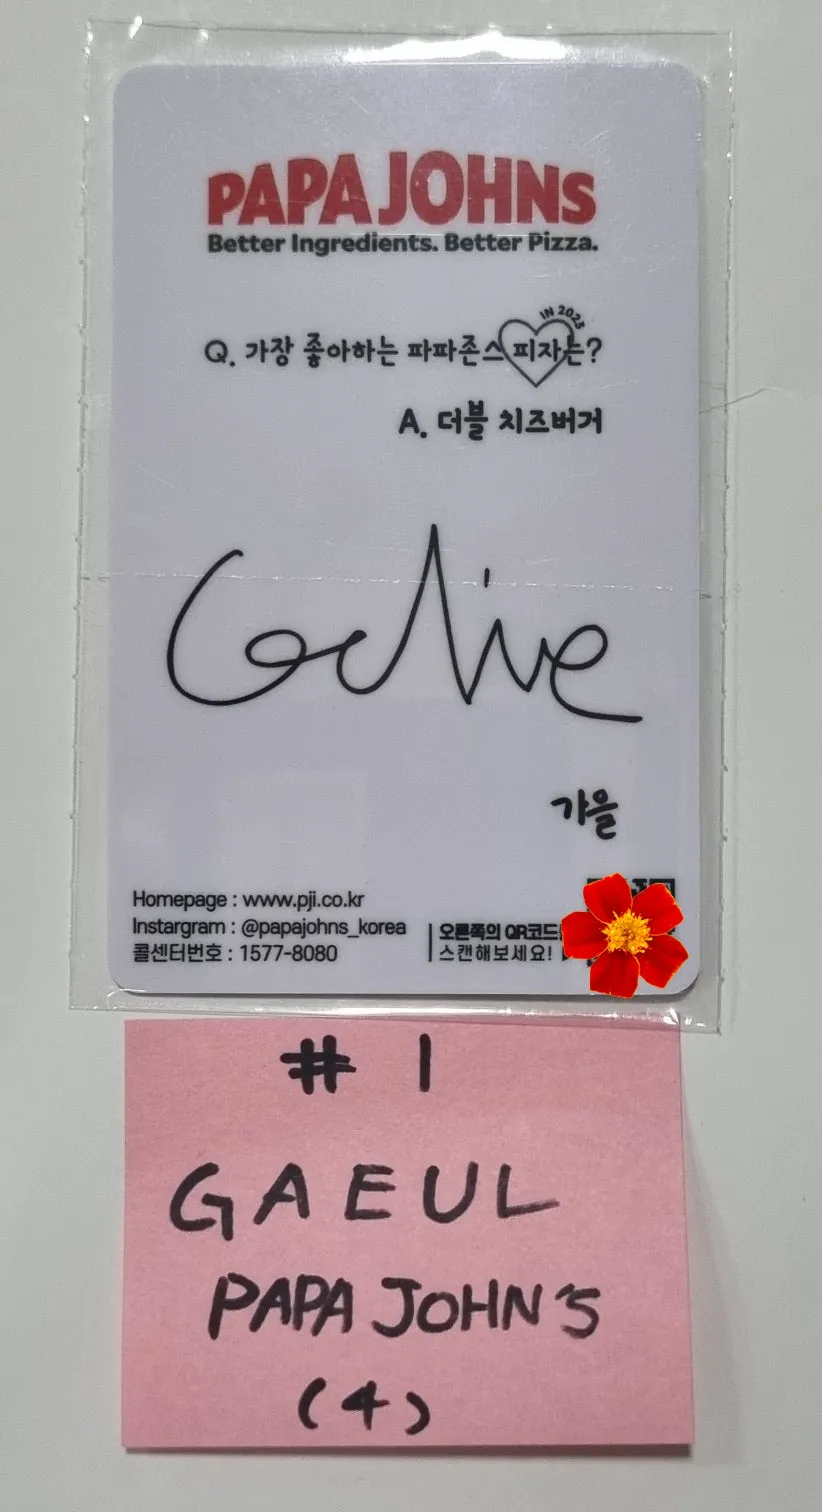 PAPA JOHNS
Better Ingredients. Better Pizza.
IN 2023
Q. 가장 좋아하는 파파존스 피자는?
A. 더블 치즈버거
가을
Homepage : www.pji.co.kr
Instargram : @papajohns_korea
콜센터번호 : 1577-8080
오른쪽의 QR코드를
스캔해보세요!
# 1
GAEUL
PAPA JOHN'S
(4)